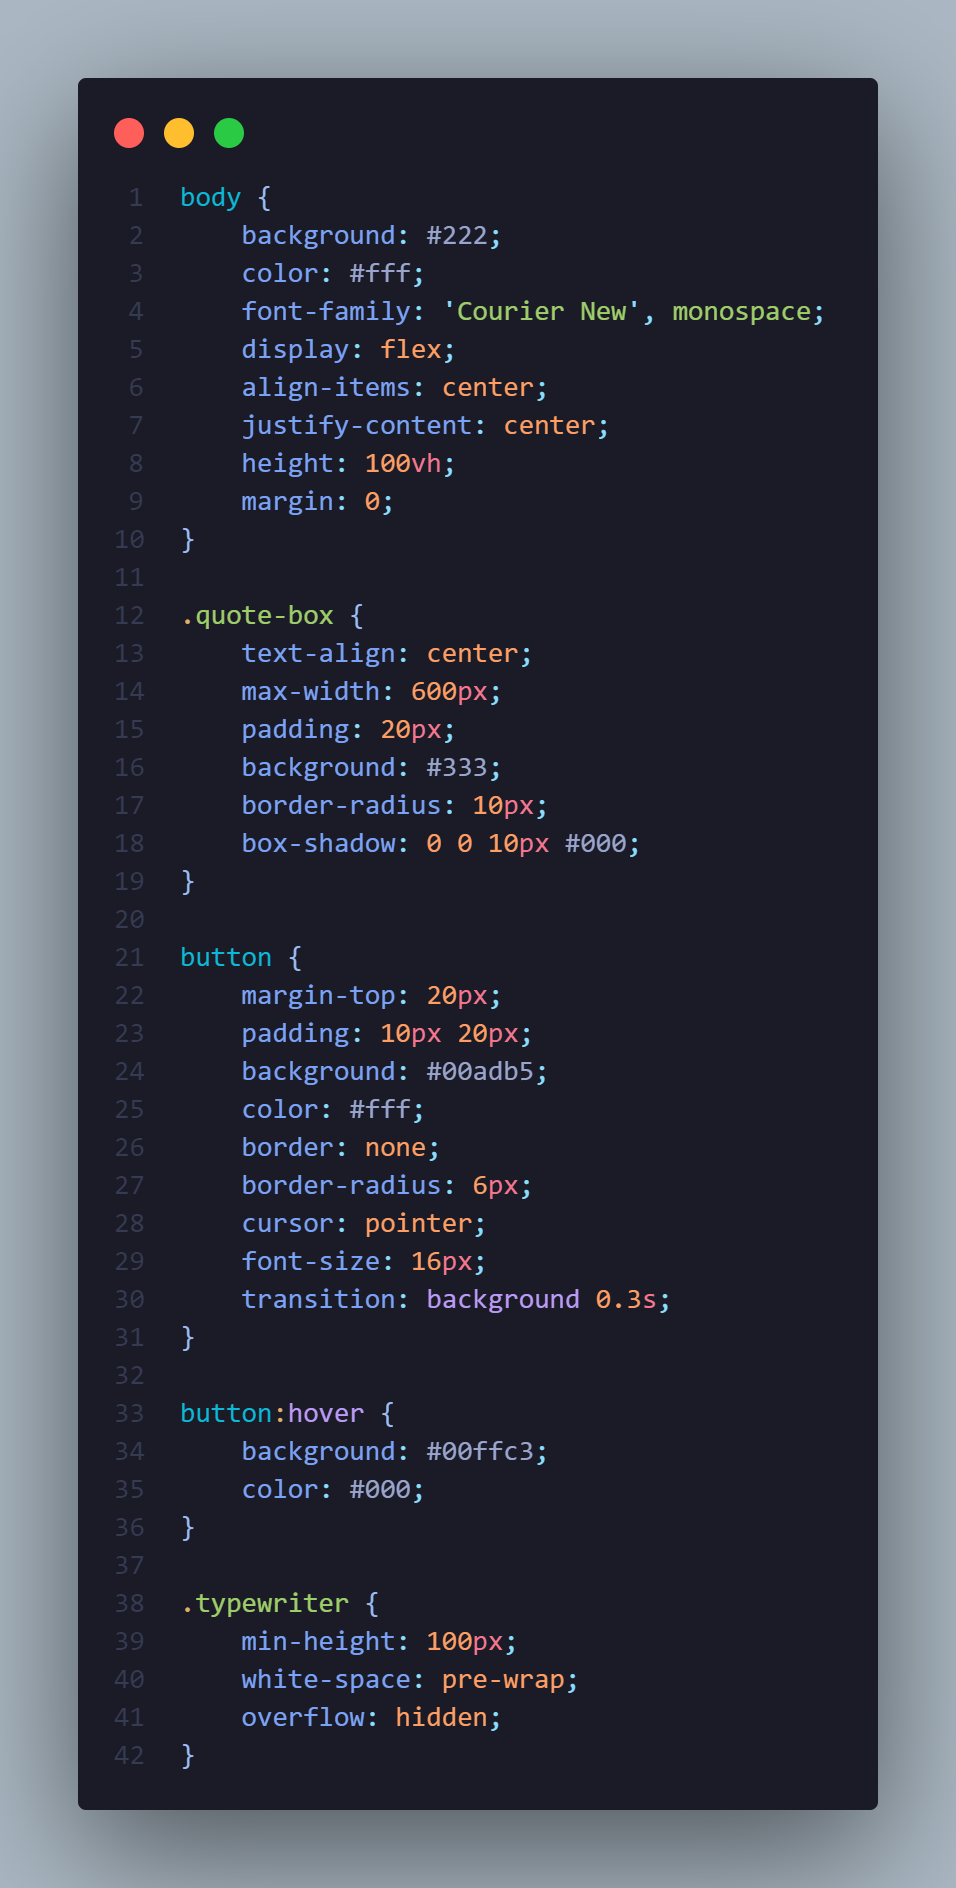 1 body {
2     background: #222;
3     color: #fff;
4     font-family: 'Courier New', monospace;
5     display: flex;
6     align-items: center;
7     justify-content: center;
8     height: 100vh;
9     margin: 0;
10 }
11
12 .quote-box {
13     text-align: center;
14     max-width: 600px;
15     padding: 20px;
16     background: #333;
17     border-radius: 10px;
18     box-shadow: 0 0 10px #000;
19 }
20
21 button {
22     margin-top: 20px;
23     padding: 10px 20px;
24     background: #00adb5;
25     color: #fff;
26     border: none;
27     border-radius: 6px;
28     cursor: pointer;
29     font-size: 16px;
30     transition: background 0.3s;
31 }
32
33 button:hover {
34     background: #00ffc3;
35     color: #000;
36 }
37
38 .typewriter {
39     min-height: 100px;
40     white-space: pre-wrap;
41     overflow: hidden;
42 }